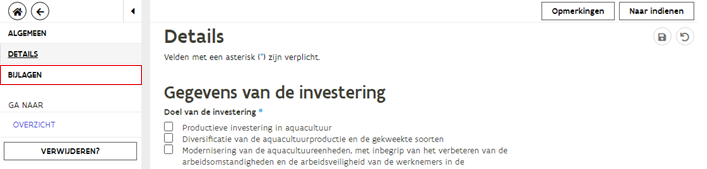 Opmerkingen
Naar indienen
ALGEMEEN
DETAILS
BIJLAGEN
GA NAAR
OVERZICHT
VERWIJDEREN?
Details
Velden met een asterisk (*) zijn verplicht.
Gegevens van de investering
Doel van de investering *
Productieve investering in aquacultuur
Diversificatie van de aquacultuurproductie en de gekweekte soorten
Modernisering van de aquacultuureenheden, met inbegrip van het verbeteren van de
arbeidsomstandigheden en de arbeidsveiligheid van de werknemers in de